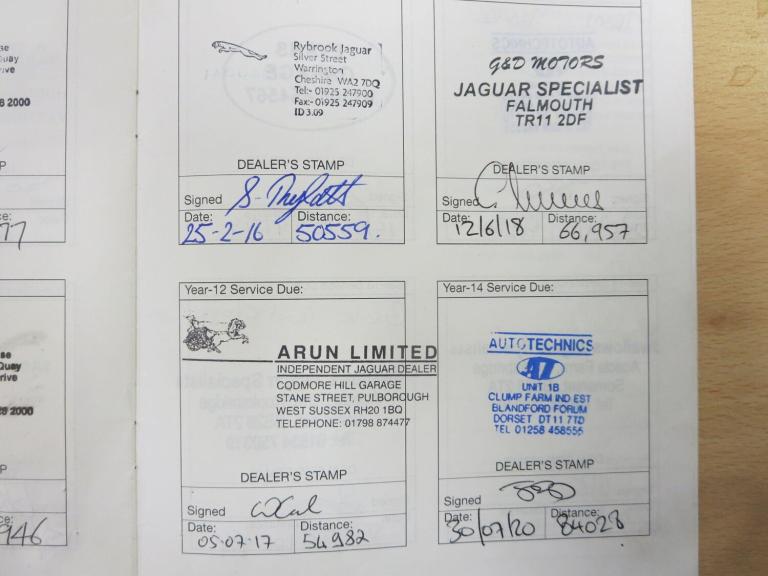 se
Quay
rive
8 2000
P
ce:
77
Rybrook Jaguar
Silver Street
Warrington
Cheshire WA2 7DQ
Tel:- 01925 247900
Fax:- 01925 247909
ID 3.09
DEALER'S STAMP
Signed
Date: Distance:
25-2-16 50559.
G&D MOTORS
JAGUAR SPECIALIST
FALMOUTH
TR11 2DF
DEALER'S STAMP
Signed
Date: Distance:
12/6/18 66,957
se
Quay
rive
8 2000
P
ce:
946
Year-12 Service Due:
ARUN LIMITED
INDEPENDENT JAGUAR DEALER
CODMORE HILL GARAGE
STANE STREET, PULBOROUGH
WEST SUSSEX RH20 1BQ
TELEPHONE: 01798 874477
DEALER'S STAMP
Signed
Date: Distance:
05.07.17 54982
Year-14 Service Due:
AUTOTECHNICS
AT
UNIT 1B
CLUMP FARM IND EST
BLANDFORD FORUM
DORSET DT11 7TD
TEL 01258 458555
DEALER'S STAMP
Signed
Date: Distance:
30/07/20 84028